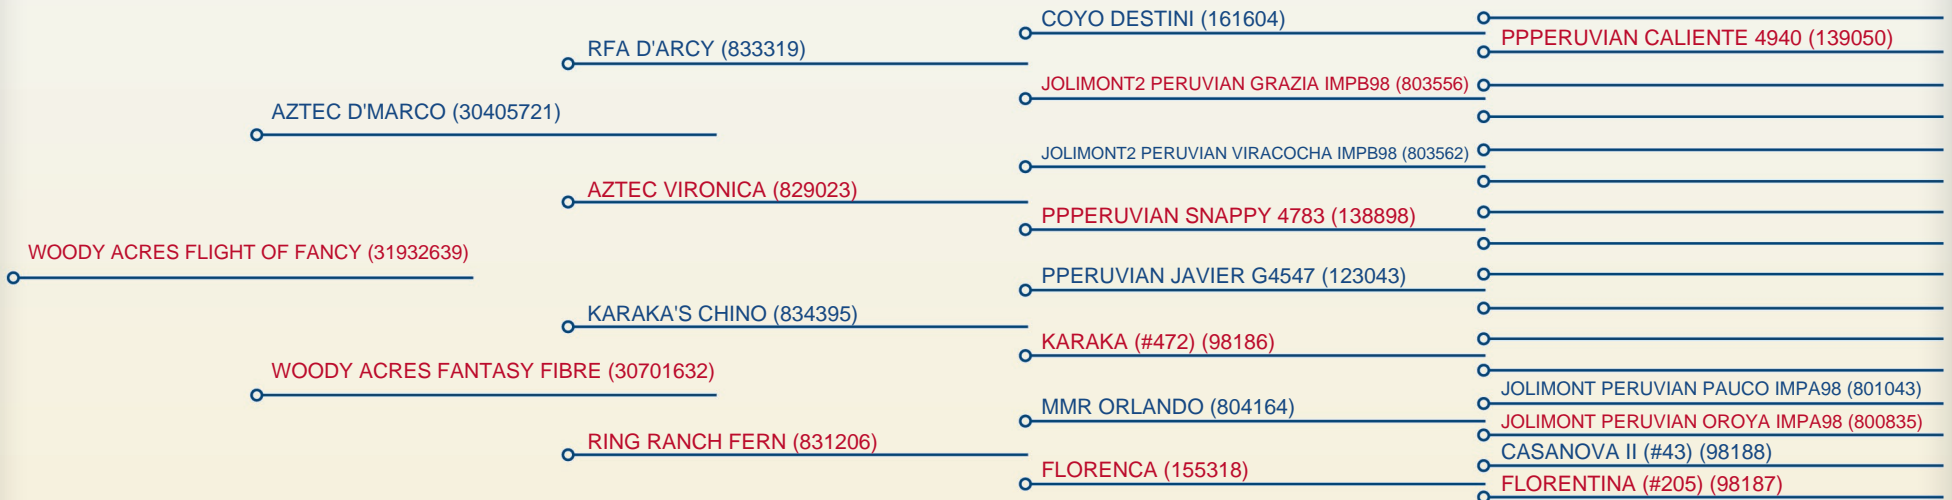 COYO DESTINI (161604)
PPPERUVIAN CALIENTE 4940 (139050)
RFA D'ARCY (833319)
JOLIMONT2 PERUVIAN GRAZIA IMPB98 (803556)
AZTEC D'MARCO (30405721)
JOLIMONT2 PERUVIAN VIRACOCHA IMPB98 (803562)
AZTEC VIRONICA (829023)
PPPERUVIAN SNAPPY 4783 (138898)
WOODY ACRES FLIGHT OF FANCY (31932639)
PPERUVIAN JAVIER G4547 (123043)
KARAKA'S CHINO (834395)
KARAKA (#472) (98186)
WOODY ACRES FANTASY FIBRE (30701632)
JOLIMONT PERUVIAN PAUCO IMPA98 (801043)
MMR ORLANDO (804164)
JOLIMONT PERUVIAN OROYA IMPA98 (800835)
RING RANCH FERN (831206)
CASANOVA II (#43) (98188)
FLORENCA (155318)
FLORENTINA (#205) (98187)